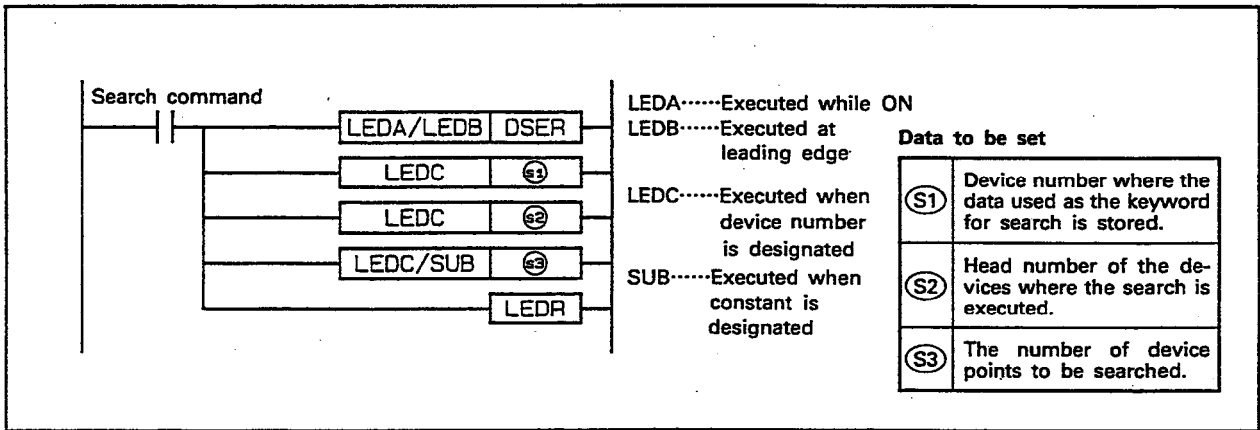 Search command
LEDA/LEDB DSER
LEDC S1
LEDC S2
LEDC/SUB S3
LEDR
LEDA······Executed while ON
LEDB······Executed at
leading edge
LEDC······Executed when
device number
is designated
SUB······Executed when
constant is
designated
Data to be set
S1 Device number where the
data used as the keyword
for search is stored.
S2 Head number of the de-
vices where the search is
executed.
S3 The number of device
points to be searched.